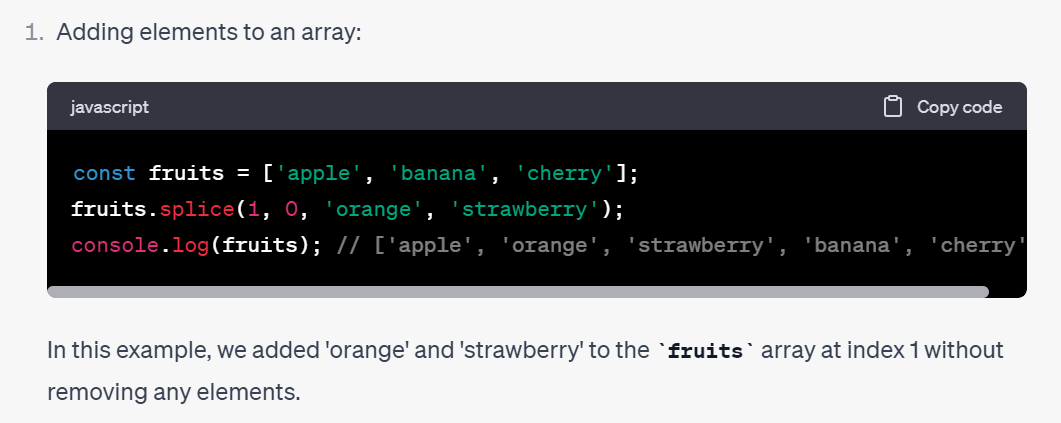 1. Adding elements to an array:
javascript
Copy code
const fruits = ['apple', 'banana', 'cherry'];
fruits.splice(1, 0, 'orange', 'strawberry');
console.log(fruits); // ['apple', 'orange', 'strawberry', 'banana', 'cherry'
In this example, we added 'orange' and 'strawberry' to the `fruits` array at index 1 without
removing any elements.